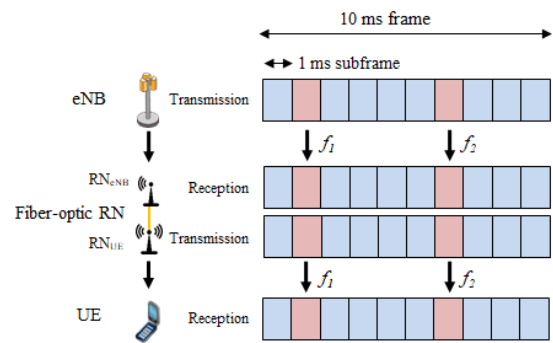 10 ms frame
1 ms subframe
eNB
Transmission
f1
f2
RNeNB
Reception
Fiber-optic RN
RNUE
Transmission
f1
f2
UE
Reception